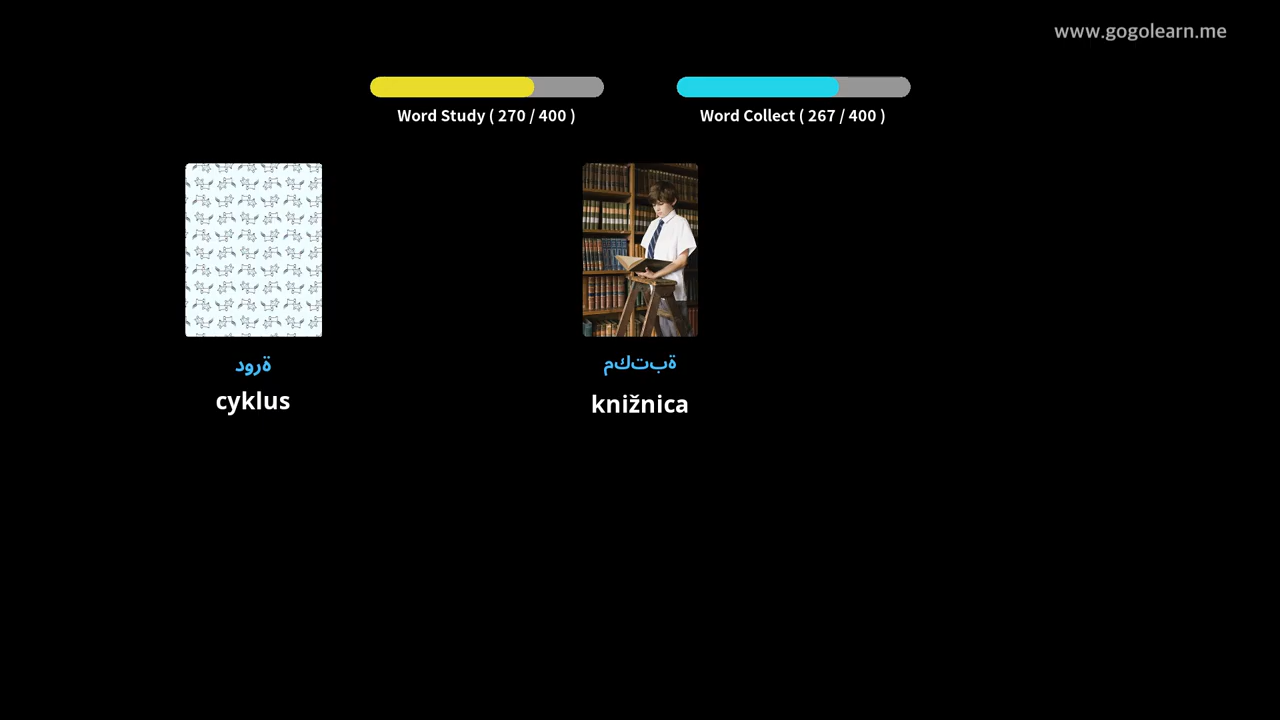 www.gogolearn.me
Word Study ( 270 / 400 )
Word Collect ( 267 / 400 )
دورة
cyklus
مكتبة
knižnica